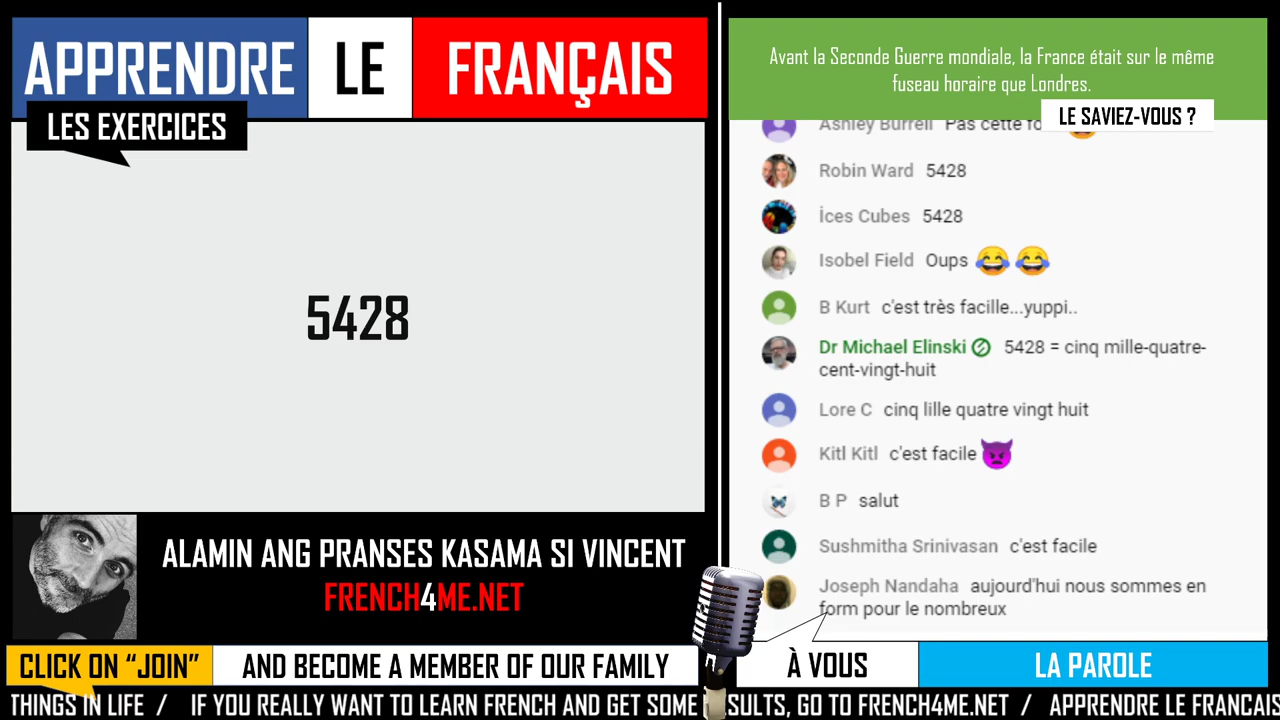 APPRENDRE LE FRANÇAIS
LES EXERCICES
5428
ALAMIN ANG PRANSES KASAMA SI VINCENT
FRENCH4ME.NET
CLICK ON “JOIN” AND BECOME A MEMBER OF OUR FAMILY
Avant la Seconde Guerre mondiale, la France était sur le même
fuseau horaire que Londres.
LE SAVIEZ-VOUS ?
Ashley Burrell Pas cette
Robin Ward 5428
İces Cubes 5428
Isobel Field Oups 😂 😂
B Kurt c'est très facille...yuppi..
Dr Michael Elinski 5428 = cinq mille-quatre-
cent-vingt-huit
Lore C cinq lille quatre vingt huit
Kitl Kitl c'est facile 👿
B P salut
Sushmitha Srinivasan c'est facile
Joseph Nandaha aujourd'hui nous sommes en
form pour le nombreux
À VOUS LA PAROLE
THINGS IN LIFE / IF YOU REALLY WANT TO LEARN FRENCH AND GET SOME SULTS, GO TO FRENCH4ME.NET / APPRENDRE LE FRANCAIS